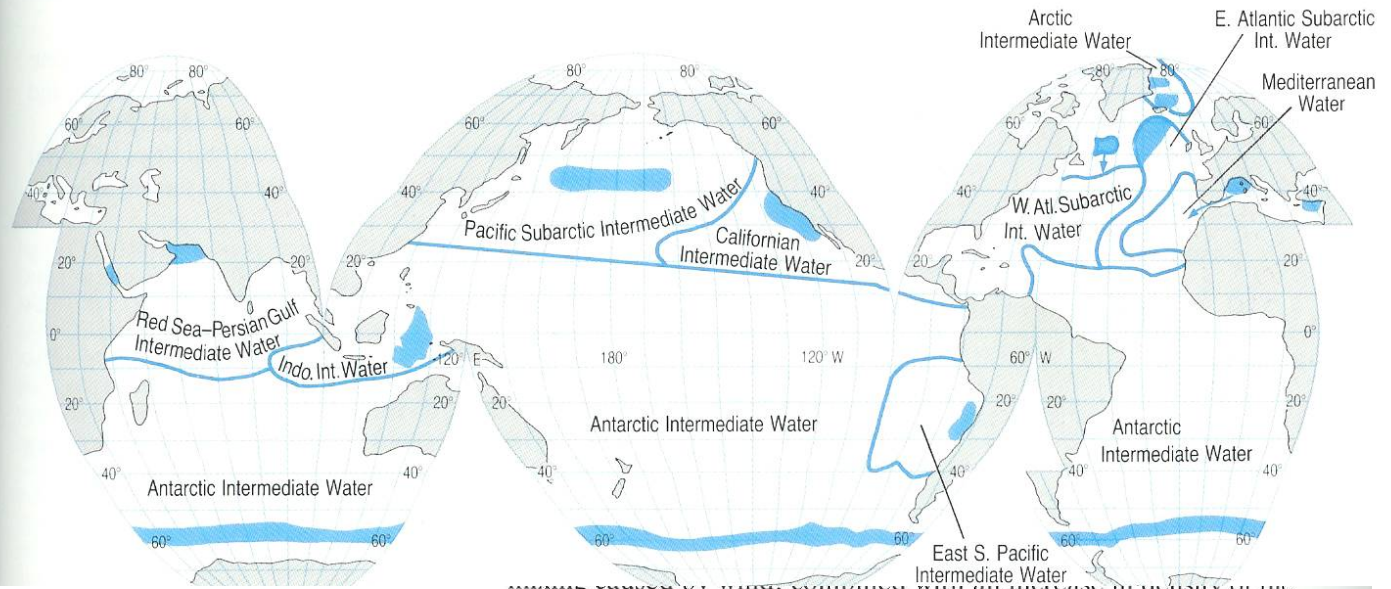 Arctic
Intermediate Water
E. Atlantic Subarctic
Int. Water
Mediterranean
Water
80° 80° 80° 80° 80° 80°
60° 60° 60° 60° 60° 60°
40° 40° 40° 40° 40° 40°
W. Atl. Subarctic
Int. Water
Pacific Subarctic Intermediate Water
Californian
Intermediate Water
20° 20° 20° 20° 20° 20°
Red Sea–Persian Gulf
Intermediate Water
Indo. Int. Water
0° 120° E 180° 120° W 60° W 0°
20° 20° 20° 20° 20° 20°
Antarctic Intermediate Water
Antarctic
Intermediate Water
40° 40° 40° 40° 40° 40°
Antarctic Intermediate Water
60° 60° 60° 60° 60° 60°
East S. Pacific
Intermediate Water